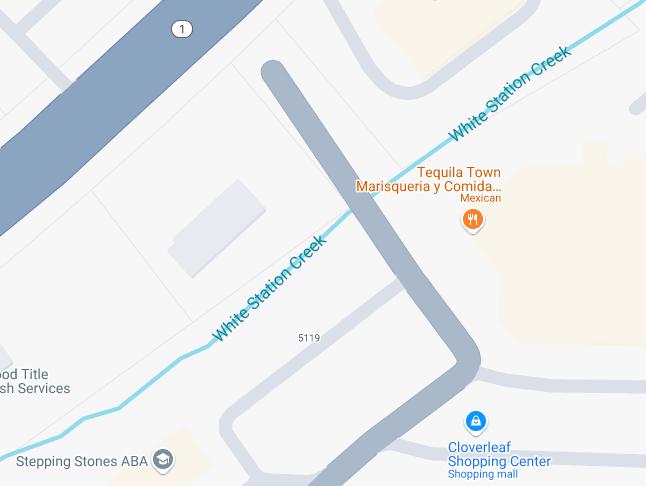 1
White Station Creek
Tequila Town
Marisqueria y Comida...
Mexican
White Station Creek
5119
ood Title
sh Services
Stepping Stones ABA
Cloverleaf
Shopping Center
Shopping mall